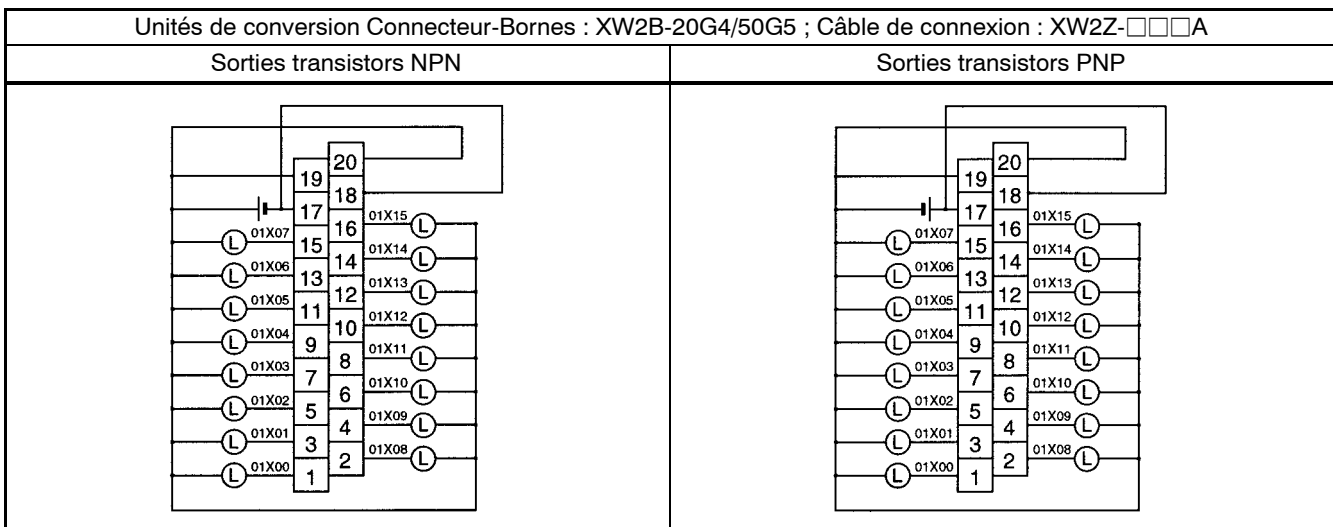 Unités de conversion Connecteur-Bornes : XW2B-20G4/50G5 ; Câble de connexion : XW2Z-□□□A
Sorties transistors NPN
Sorties transistors PNP
20
19
18
17
01X15
L
16
01X07
L
15
01X14
L
14
01X06
L
13
01X13
L
12
01X05
L
11
01X12
L
10
01X04
L
9
01X11
L
8
01X03
L
7
01X10
L
6
01X02
L
5
01X09
L
4
01X01
L
3
01X08
L
2
01X00
L
1
20
19
18
17
01X15
L
16
01X07
L
15
01X14
L
14
01X06
L
13
01X13
L
12
01X05
L
11
01X12
L
10
01X04
L
9
01X11
L
8
01X03
L
7
01X10
L
6
01X02
L
5
01X09
L
4
01X01
L
3
01X08
L
2
01X00
L
1